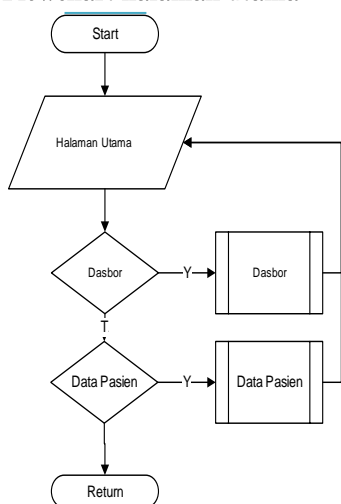 Start
Halaman Utama
Dasbor
Y
Dasbor
T
Data Pasien
Y
Data Pasien
Return